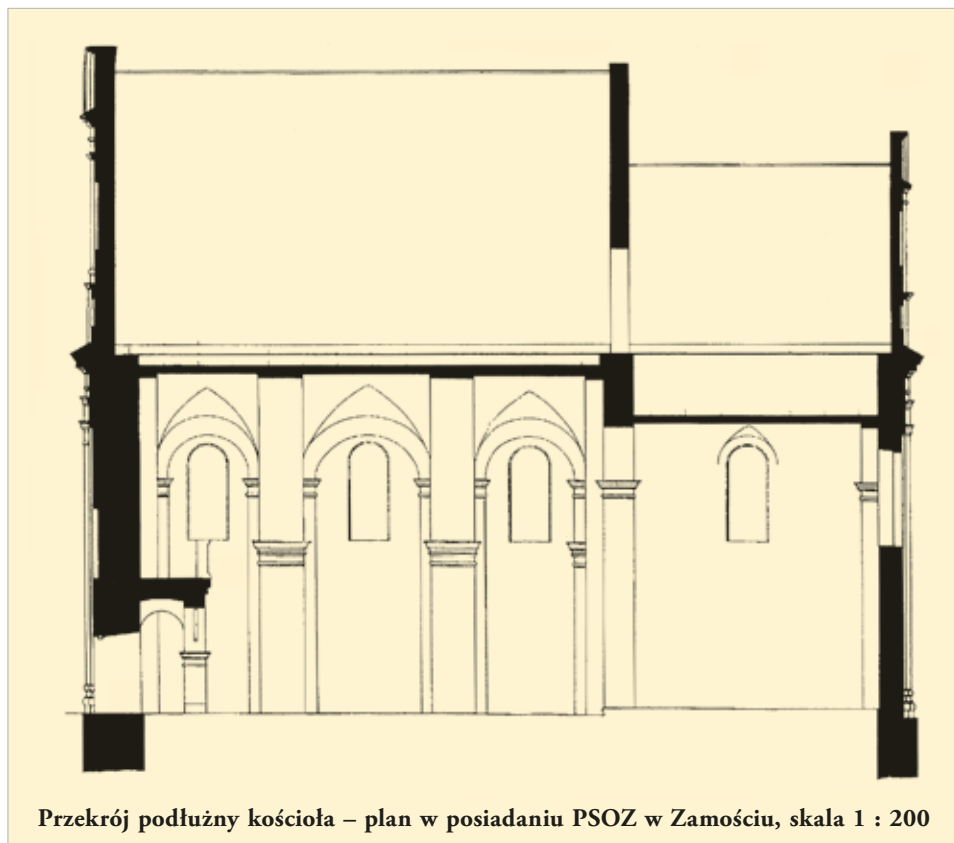 Przekrój podłużny kościoła – plan w posiadaniu PSOZ w Zamościu, skala 1 : 200